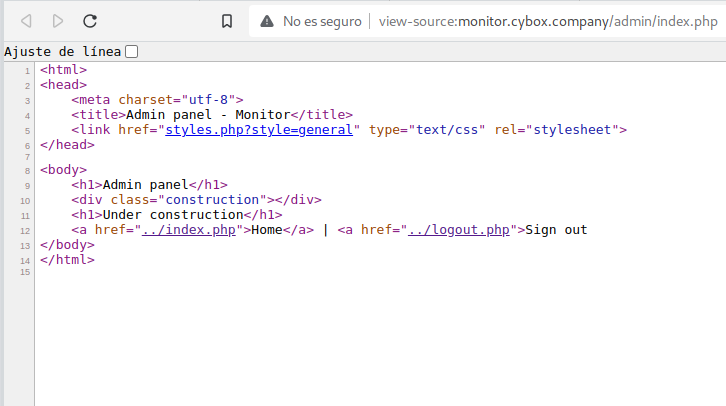 No es seguro view-source:monitor.cybox.company/admin/index.php
Ajuste de línea
1 <html>
2 <head>
3     <meta charset="utf-8">
4     <title>Admin panel - Monitor</title>
5     <link href="styles.php?style=general" type="text/css" rel="stylesheet">
6 </head>
7
8 <body>
9     <h1>Admin panel</h1>
10     <div class="construction"></div>
11     <h1>Under construction</h1>
12     <a href="../index.php">Home</a> | <a href="../logout.php">Sign out
13 </body>
14 </html>
15